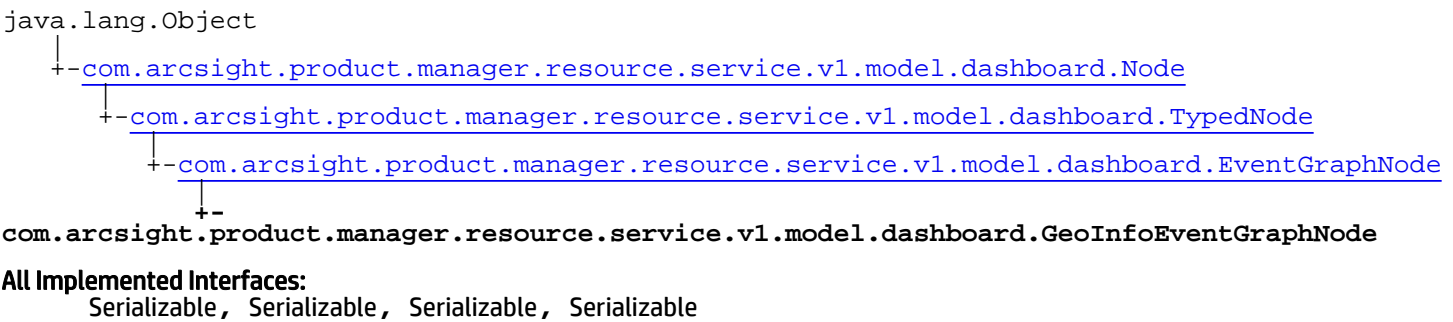 java.lang.Object
+-com.arcsight.product.manager.resource.service.v1.model.dashboard.Node
+-com.arcsight.product.manager.resource.service.v1.model.dashboard.TypedNode
+-com.arcsight.product.manager.resource.service.v1.model.dashboard.EventGraphNode
+-
com.arcsight.product.manager.resource.service.v1.model.dashboard.GeoInfoEventGraphNode
All Implemented Interfaces:
Serializable, Serializable, Serializable, Serializable